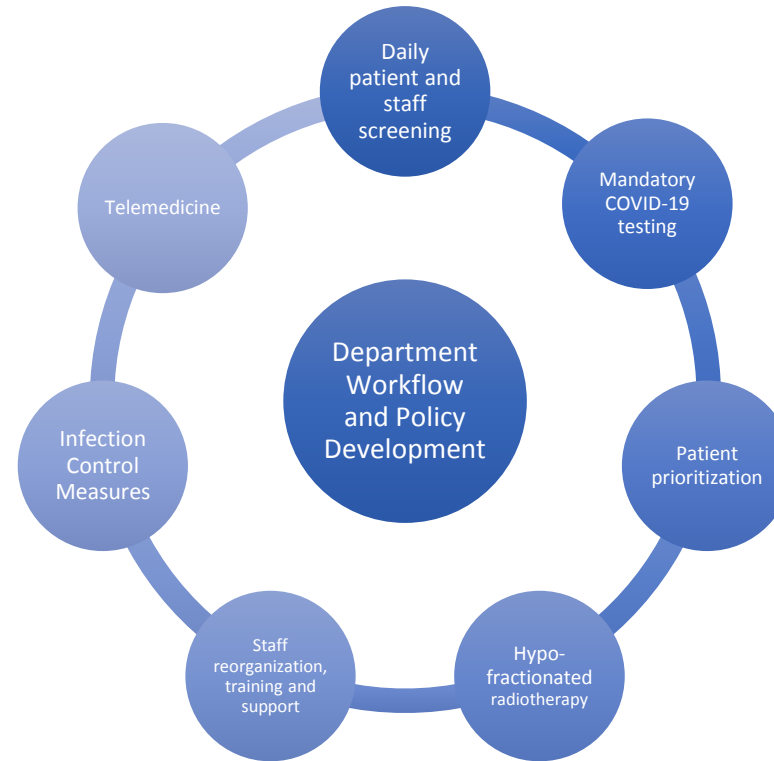 Daily
patient and
staff
screening
Mandatory
COVID-19
testing
Patient
prioritization
Hypo-
fractionated
radiotherapy
Staff
reorganization,
training and
support
Infection
Control
Measures
Telemedicine
Department
Workflow
and Policy
Development